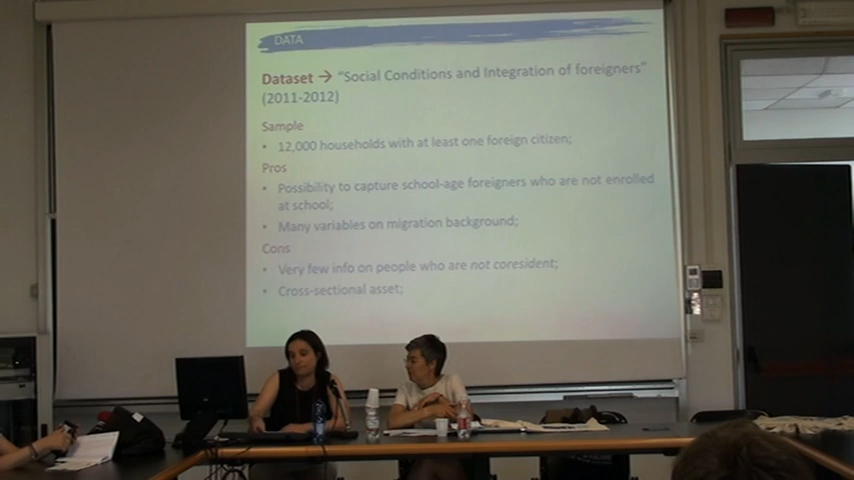 DATA
Dataset → "Social Conditions and Integration of foreigners"
(2011-2012)
Sample
• 12,000 households with at least one foreign citizen;
Pros
• Possibility to capture school-age foreigners who are not enrolled
at school;
• Many variables on migration background;
Cons
• Very few info on people who are not coresident;
• Cross-sectional asset;